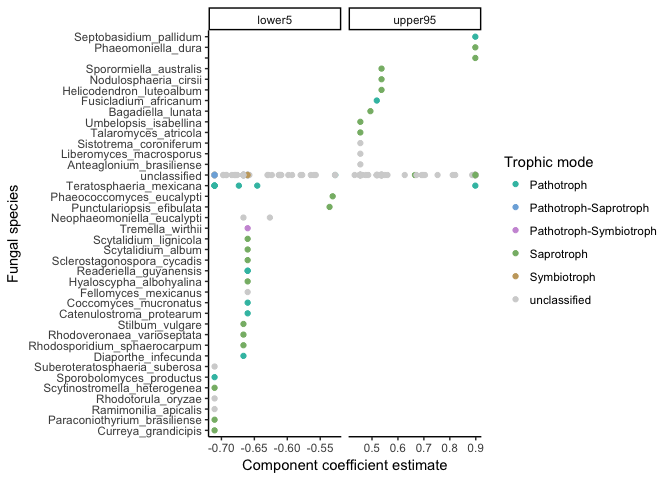 lower5 upper95
Septobasidium_pallidum
Phaeomoniella_dura
Sporormiella_australis
Nodulosphaeria_cirsii
Helicodendron_luteoalbum
Fusicladium_africanum
Bagadiella_lunata
Umbelopsis_isabellina
Talaromyces_atricola
Sistotrema_coroniferum
Liberomyces_macrosporus
Anteaglonium_brasiliense
unclassified
Teratosphaeria_mexicana
Phaeococcomyces_eucalypti
Punctulariopsis_efibulata
Neophaeomoniella_eucalypti
Tremella_wirthii
Scytalidium_lignicola
Scytalidium_album
Sclerostagonospora_cycadis
Readeriella_guyanensis
Hyaloscypha_albohyalina
Fellomyces_mexicanus
Coccomyces_mucronatus
Catenulostroma_protearum
Stilbum_vulgare
Rhodoveronaea_varioseptata
Rhodosporidium_sphaerocarpum
Diaporthe_infecunda
Suberoteratosphaeria_suberosa
Sporobolomyces_productus
Scytinostromella_heterogenea
Rhodotorula_oryzae
Ramimonilia_apicalis
Paraconiothyrium_brasiliense
Curreya_grandicipis
Fungal species
-0.70 -0.65 -0.60 -0.55 0.5 0.6 0.7 0.8 0.9
Component coefficient estimate
Trophic mode
Pathotroph
Pathotroph-Saprotroph
Pathotroph-Symbiotroph
Saprotroph
Symbiotroph
unclassified